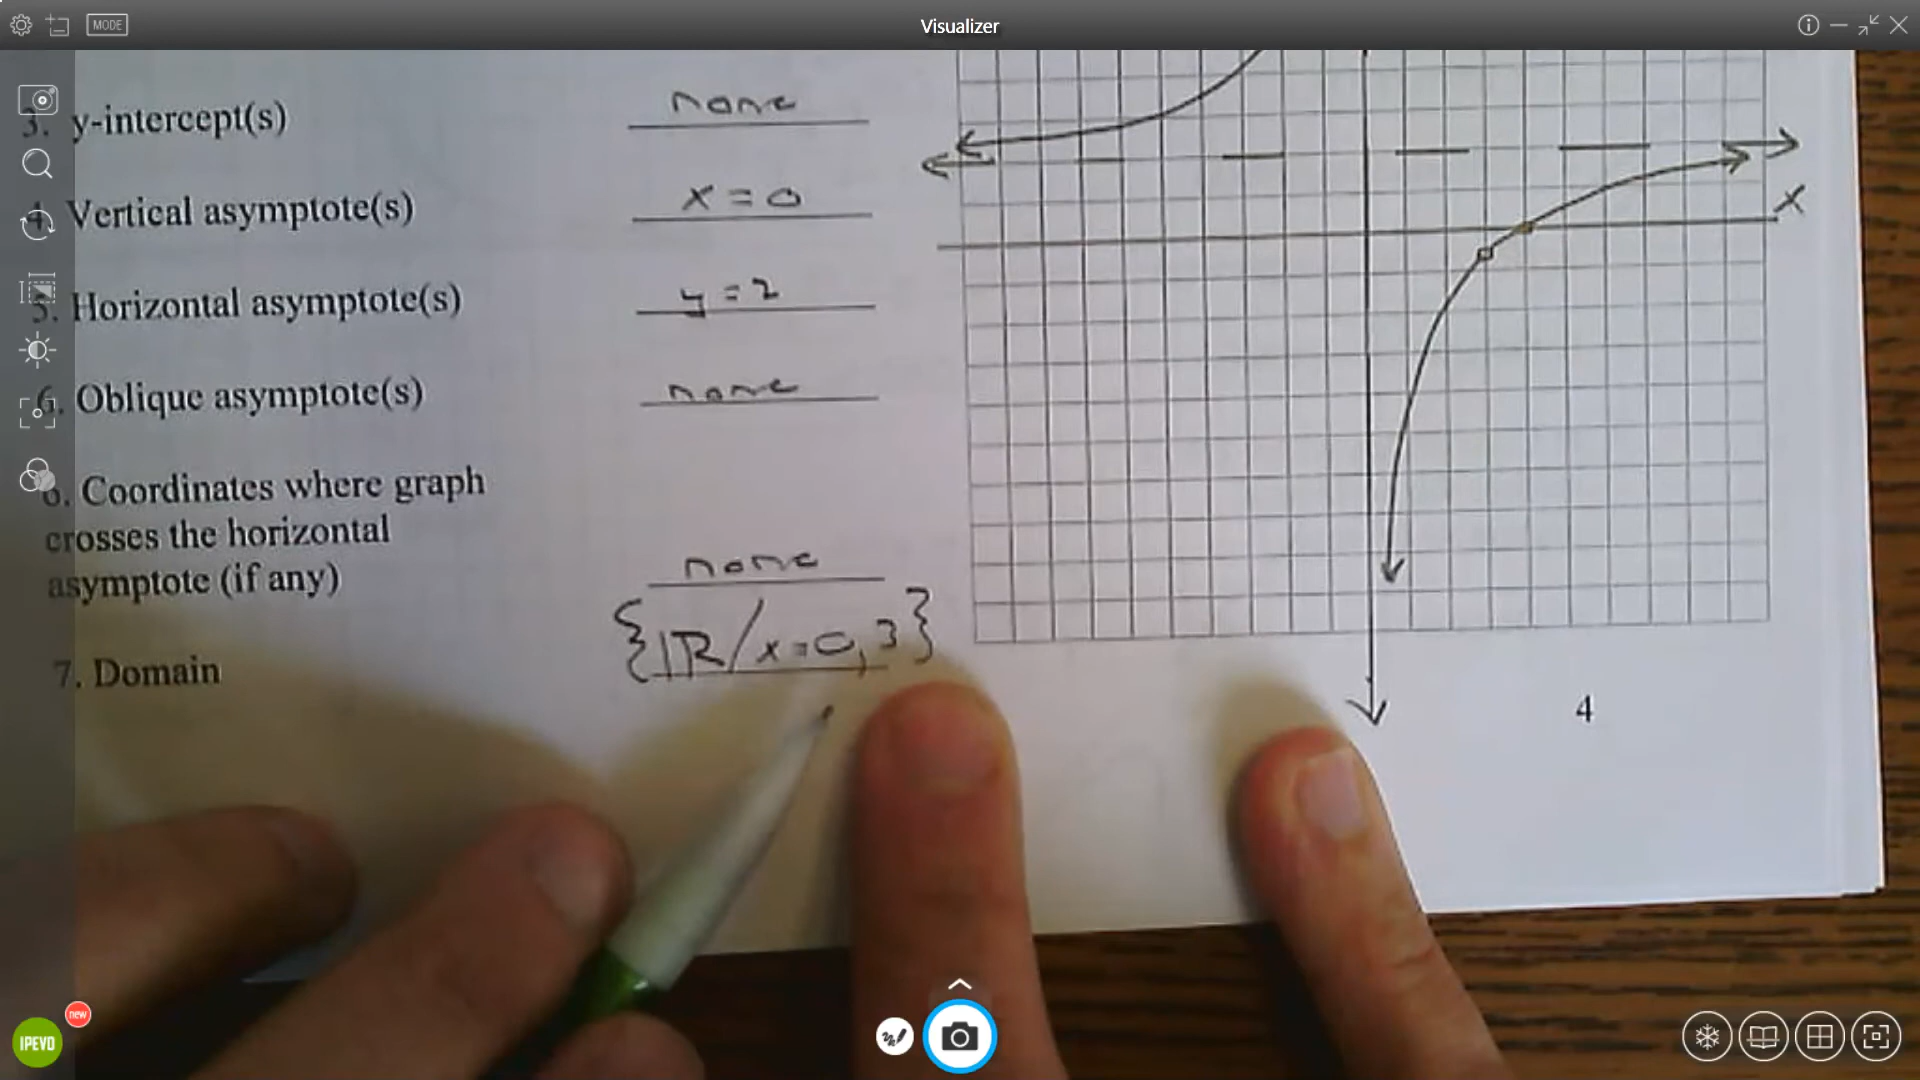 MODE
Visualizer
3. y-intercept(s) none
4. Vertical asymptote(s) x = 0
5. Horizontal asymptote(s) y = 2
6. Oblique asymptote(s) none
6. Coordinates where graph
crosses the horizontal
asymptote (if any) none
7. Domain {ℝ/x=0,3}
X
4
new
IPEVO